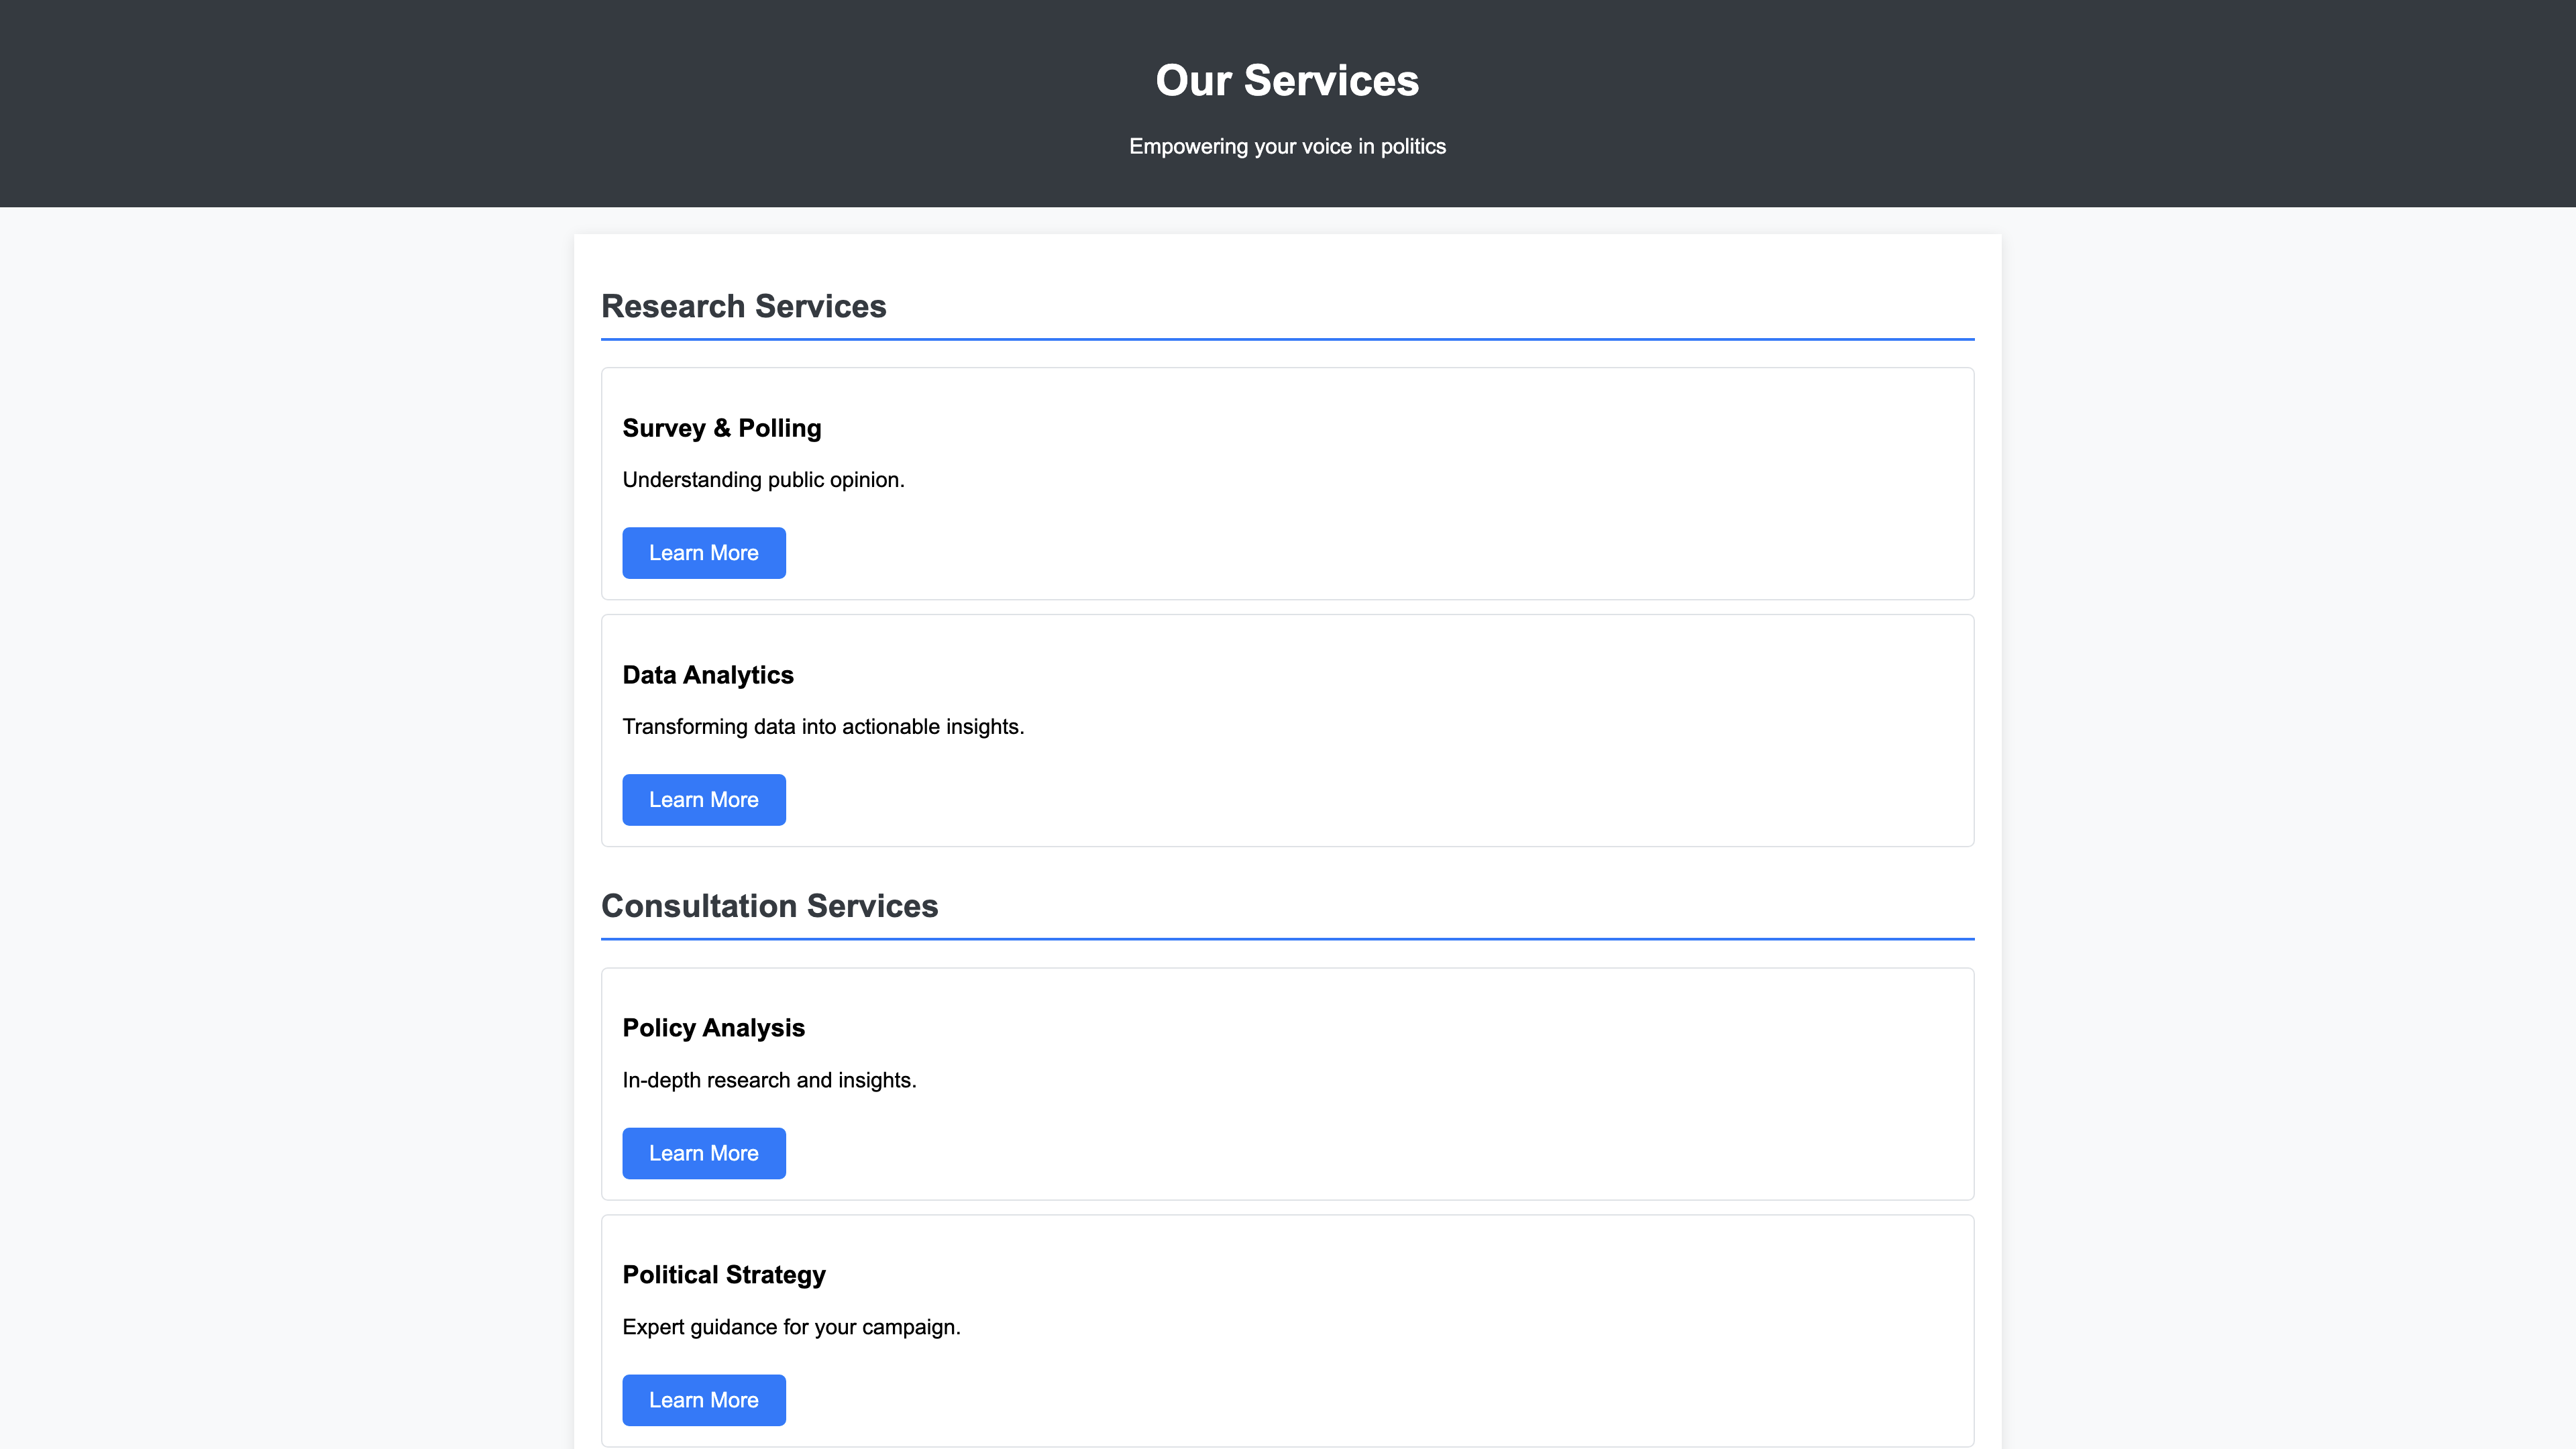 Our Services
Empowering your voice in politics
Research Services
Survey & Polling
Understanding public opinion.
Learn More
Data Analytics
Transforming data into actionable insights.
Learn More
Consultation Services
Policy Analysis
In-depth research and insights.
Learn More
Political Strategy
Expert guidance for your campaign.
Learn More